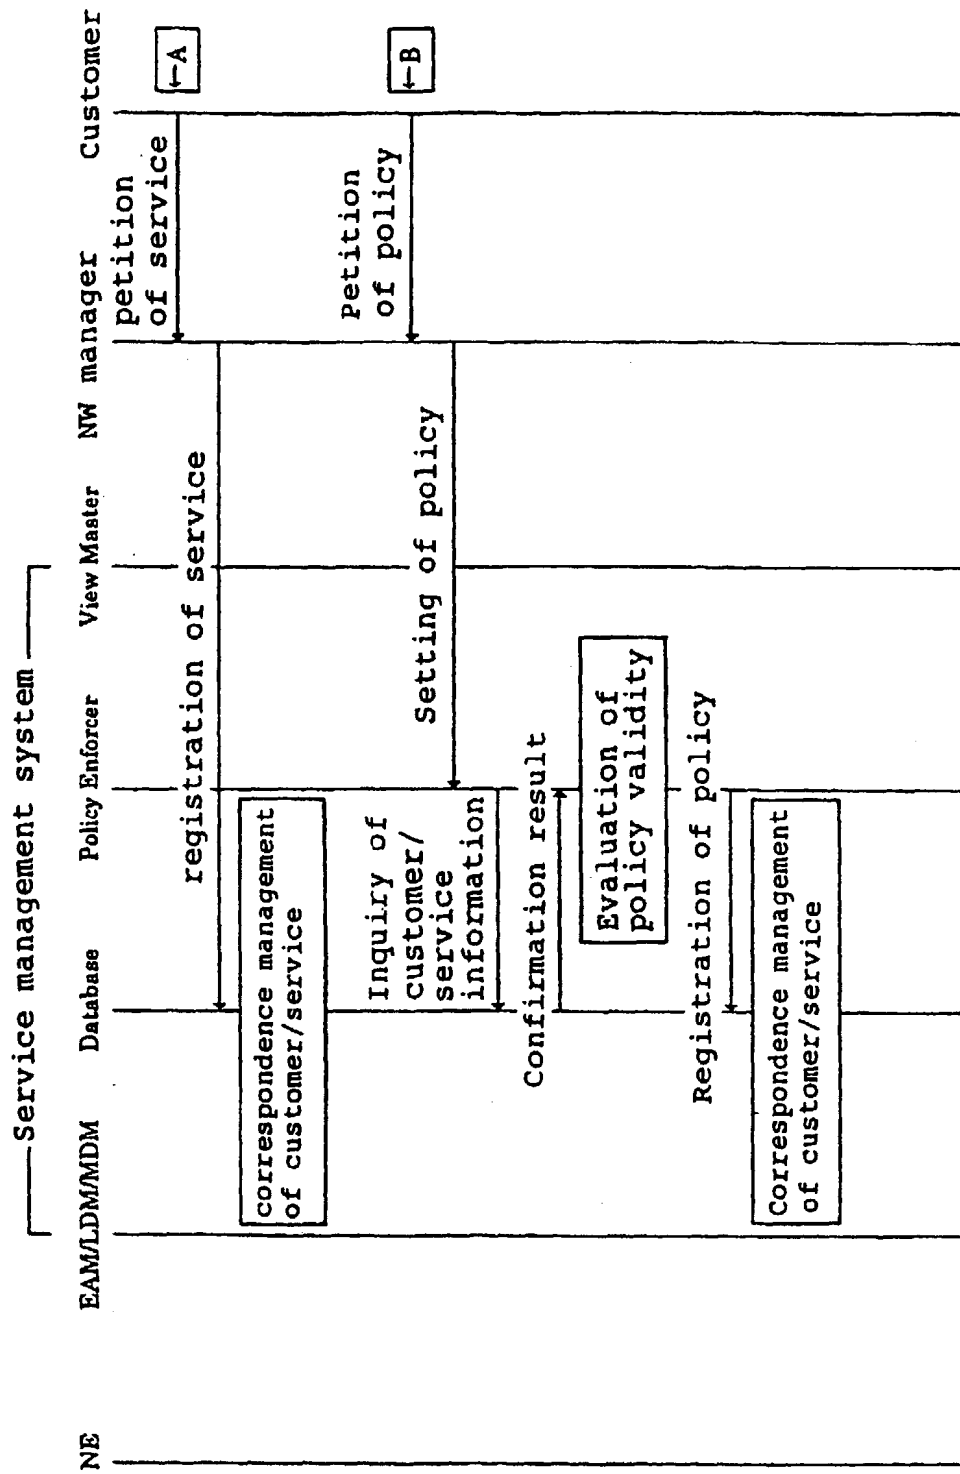 Service management system
NE
EAM/LDM/MDM
Database
Policy Enforcer
View Master
NW manager
Customer
petition
of service
←A
registration of service
correspondence management
of customer/service
Petition
of policy
←B
Setting of policy
Inquiry of
customer/
service
information
Confirmation result
Evaluation of
policy validity
Registration of policy
Correspondence management
of customer/service